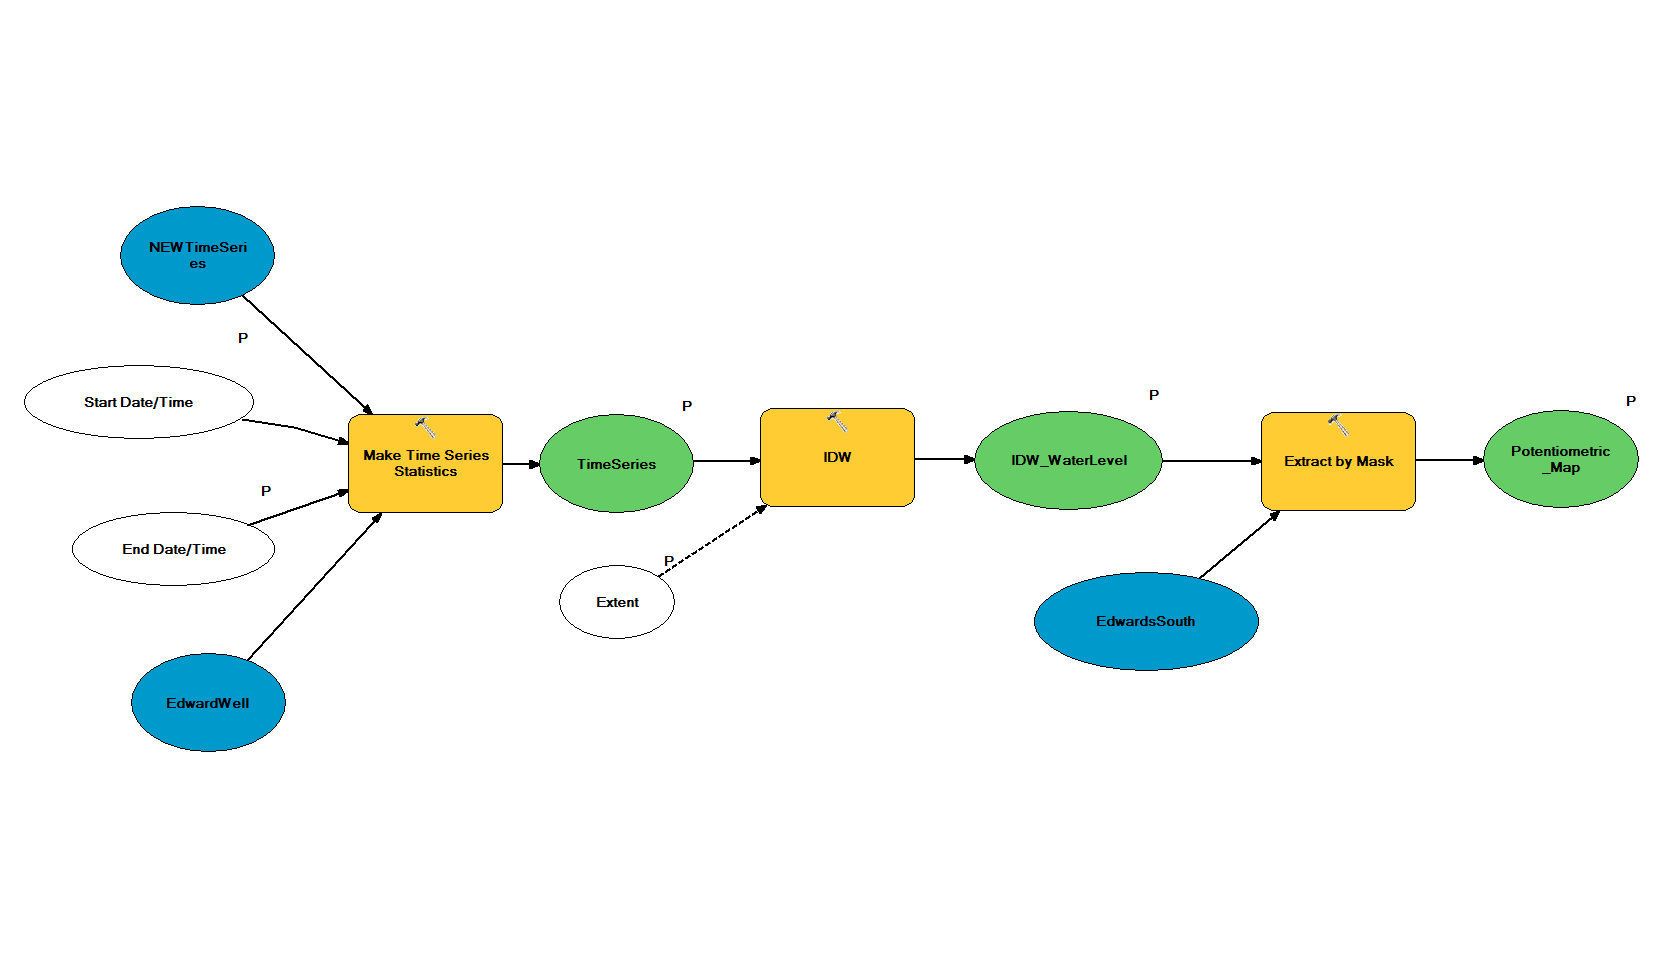 NEWTimeSeri
es
P
Start Date/Time
P
End Date/Time
EdwardWell
Make Time Series
Statistics
P
TimeSeries
P
Extent
IDW
P
IDW_WaterLevel
EdwardsSouth
Extract by Mask
P
Potentiometric
_Map